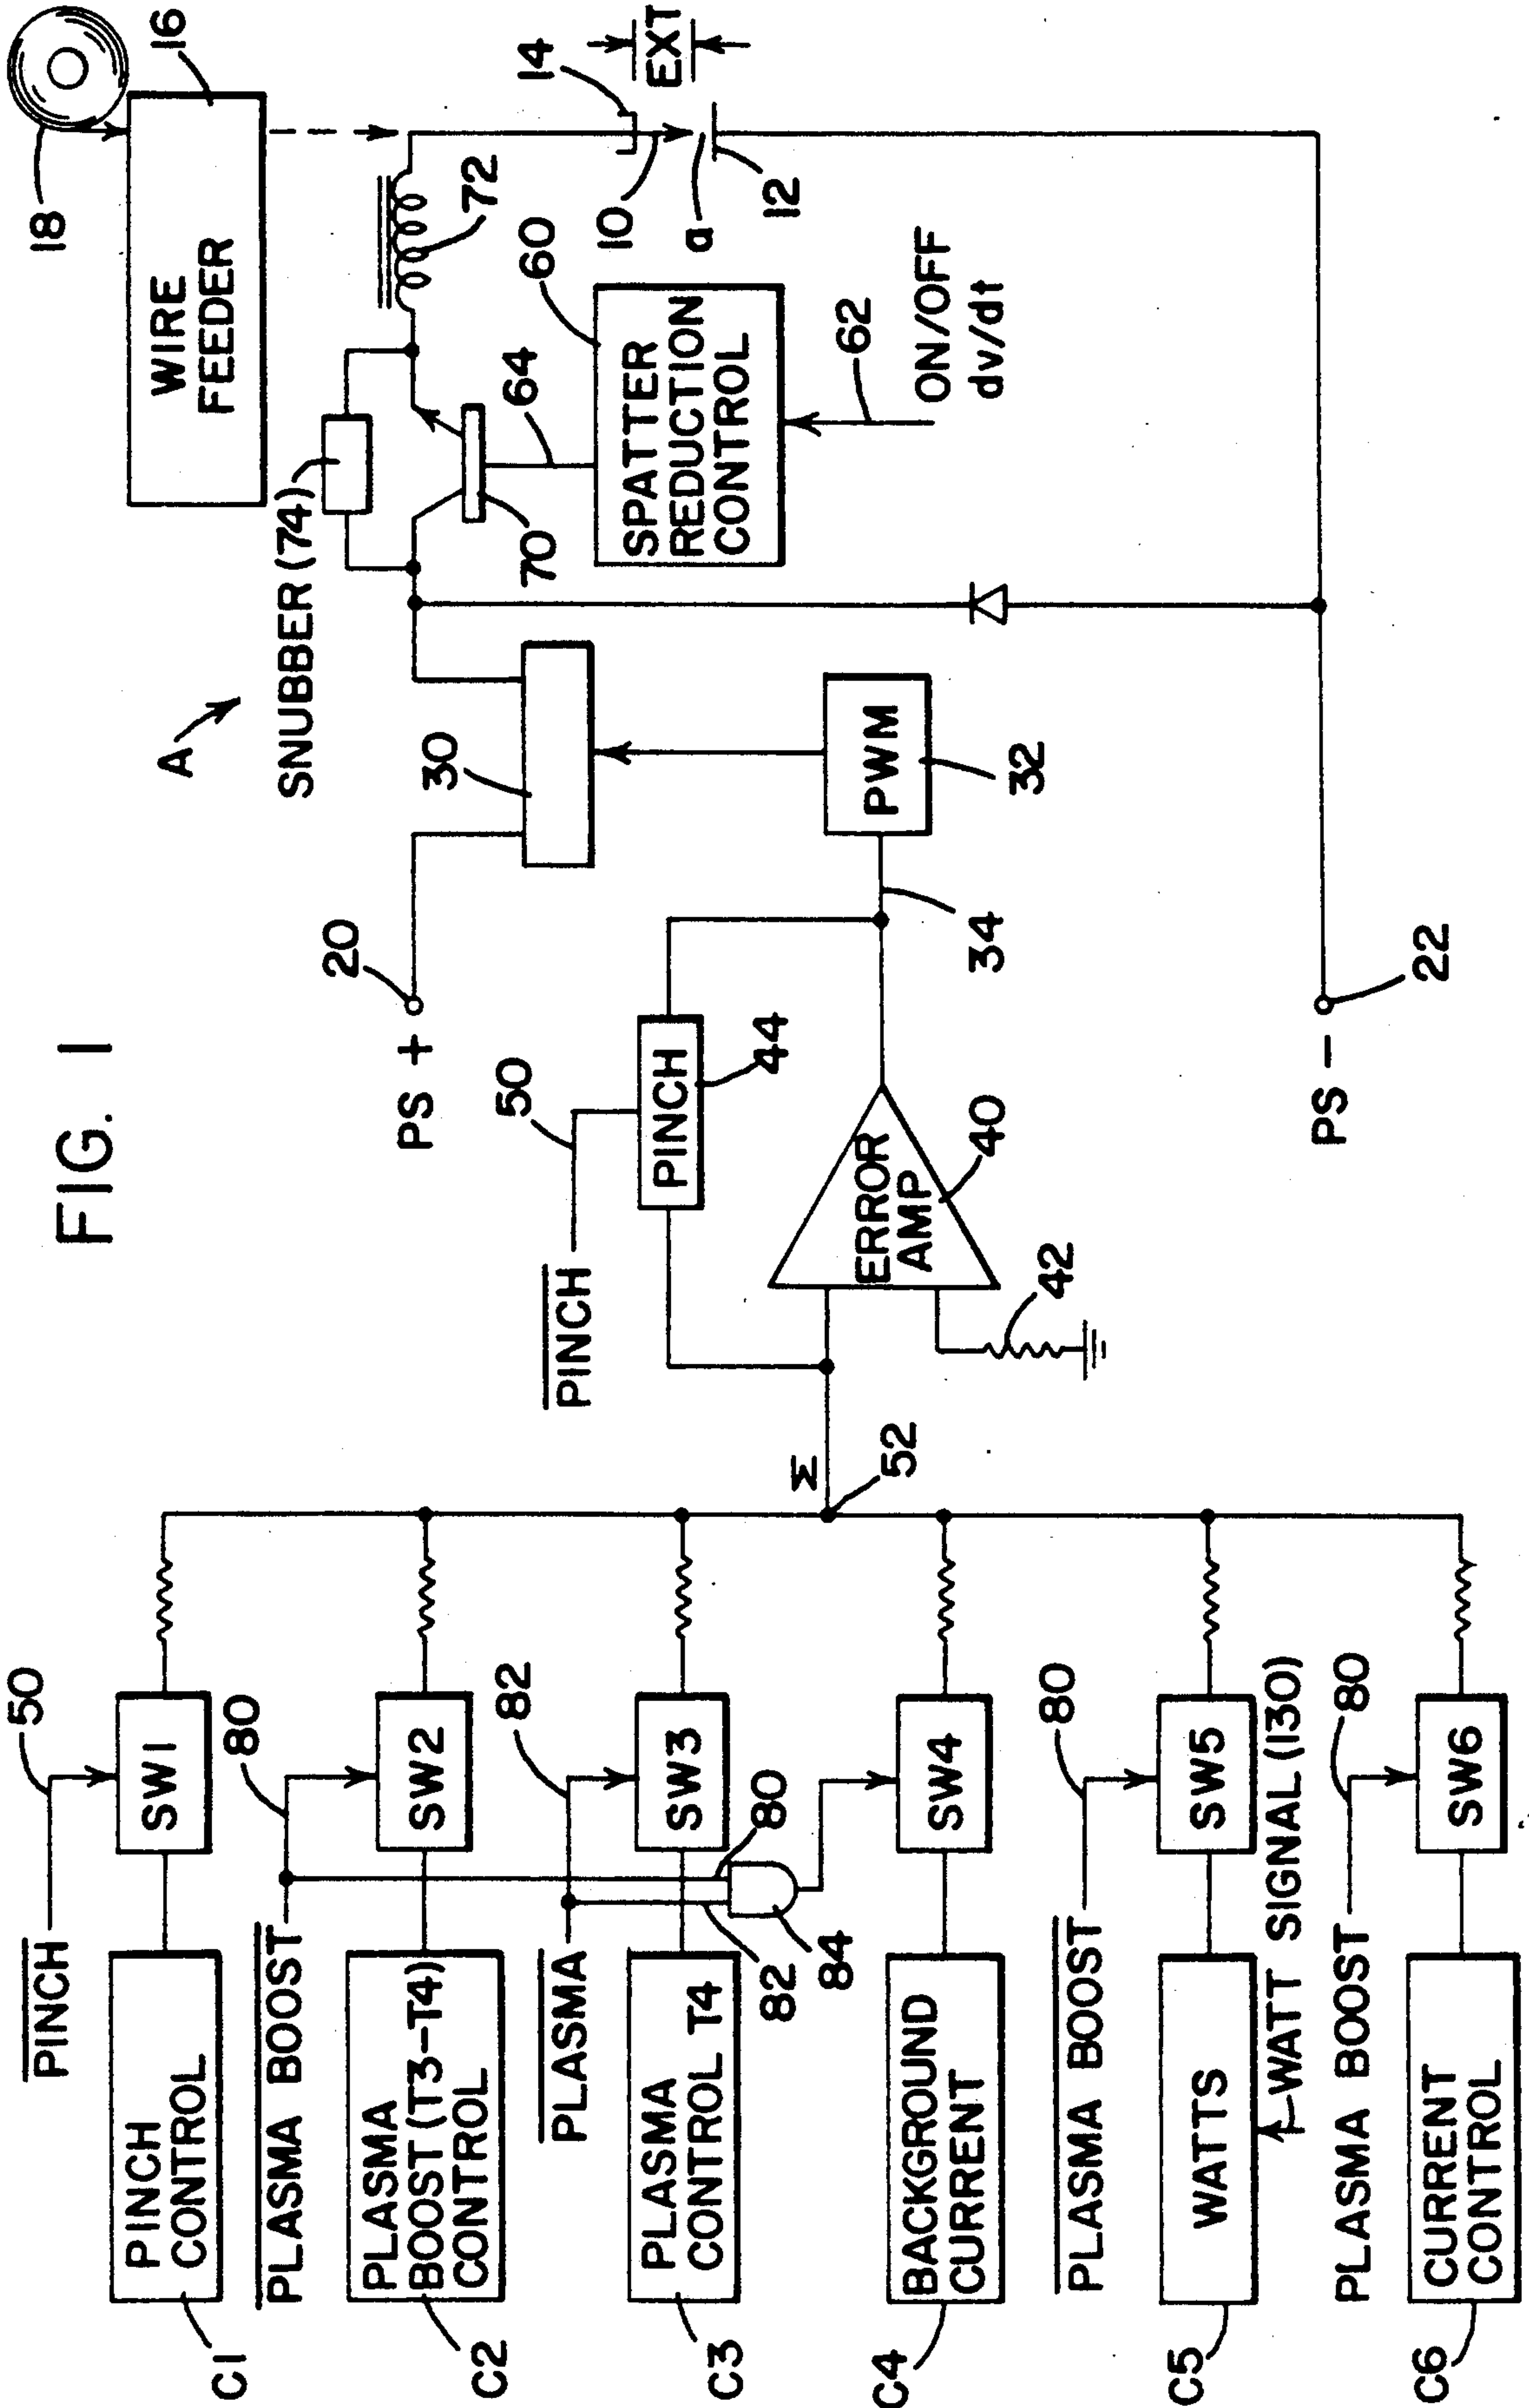 FIG. 1
PINCH
50
PINCH
CONTROL
SW1
C1
PLASMA BOOST
80
PLASMA
BOOST (T3-T4)
CONTROL
SW2
C2
PLASMA
82
PLASMA
CONTROL T4
SW3
C3
82
80
84
BACKGROUND
CURRENT
SW4
C4
PLASMA BOOST
80
WATTS
SW5
C5
WATT SIGNAL (130)
PLASMA BOOST
80
CURRENT
CONTROL
SW6
C6
Σ
52
PINCH
50
PINCH
44
ERROR
AMP
40
42
34
PWM
32
PS +
20
30
A
SNUBBER (74)
70
64
SPATTER
REDUCTION
CONTROL
60
62
ON/OFF
dv/dt
72
WIRE
FEEDER
16
18
14
10
a
12
EXT
PS -
22